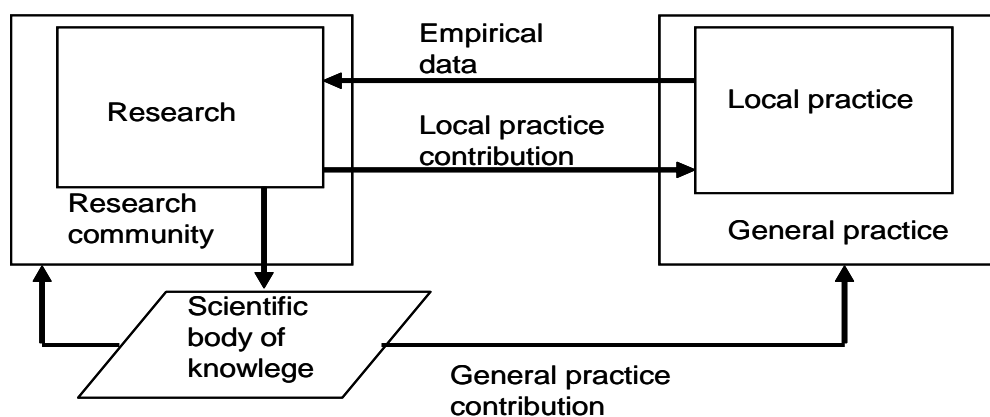 Empirical
data
Research
Local practice
Local practice
contribution
Research
community
General practice
Scientific
body of
knowlege
General practice
contribution